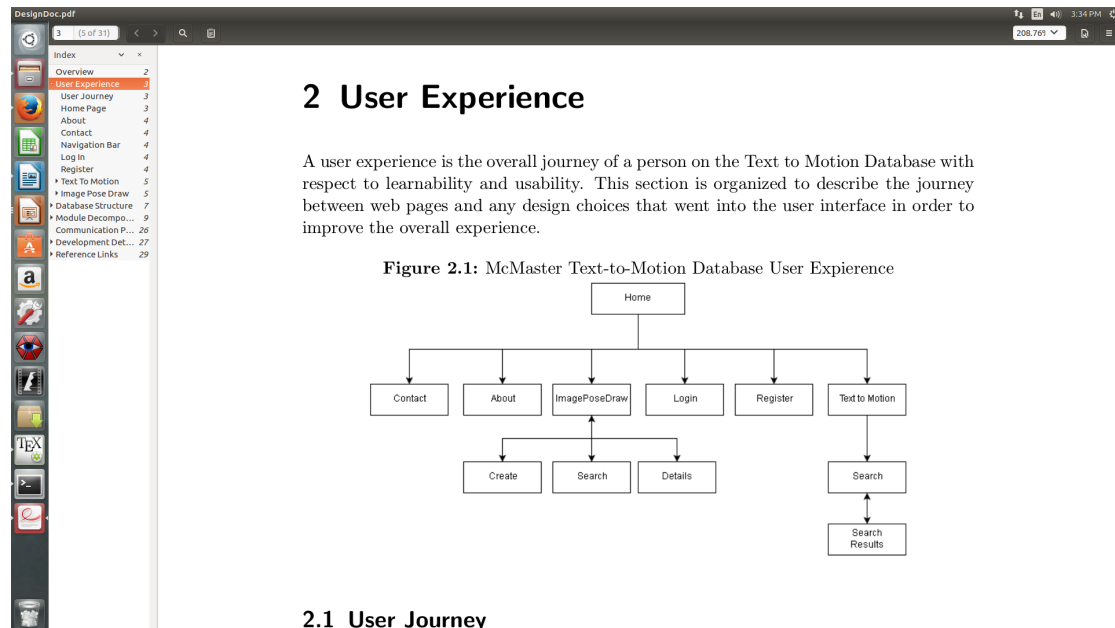 DesignDoc.pdf
En
3:34 PM
3
(5 of 31)
208.76%
Index
Overview 2
User Experience 3
User Journey 3
Home Page 3
About 4
Contact 4
Navigation Bar 4
Log In 4
Register 4
Text To Motion 5
Image Pose Draw 5
Database Structure 7
Module Decompo... 9
Communication P... 26
Development Det... 27
Reference Links 29
2 User Experience
A user experience is the overall journey of a person on the Text to Motion Database with
respect to learnability and usability. This section is organized to describe the journey
between web pages and any design choices that went into the user interface in order to
improve the overall experience.
Figure 2.1: McMaster Text-to-Motion Database User Expierence
Home
Contact
About
ImagePoseDraw
Login
Register
Text to Motion
Create
Search
Details
Search
Search
Results
2.1 User Journey
a
TEX
>_